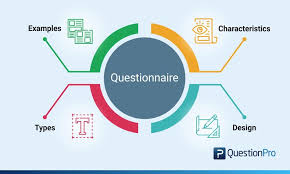 Examples
Characteristics
Questionnaire
Types
T
Design
P QuestionPro